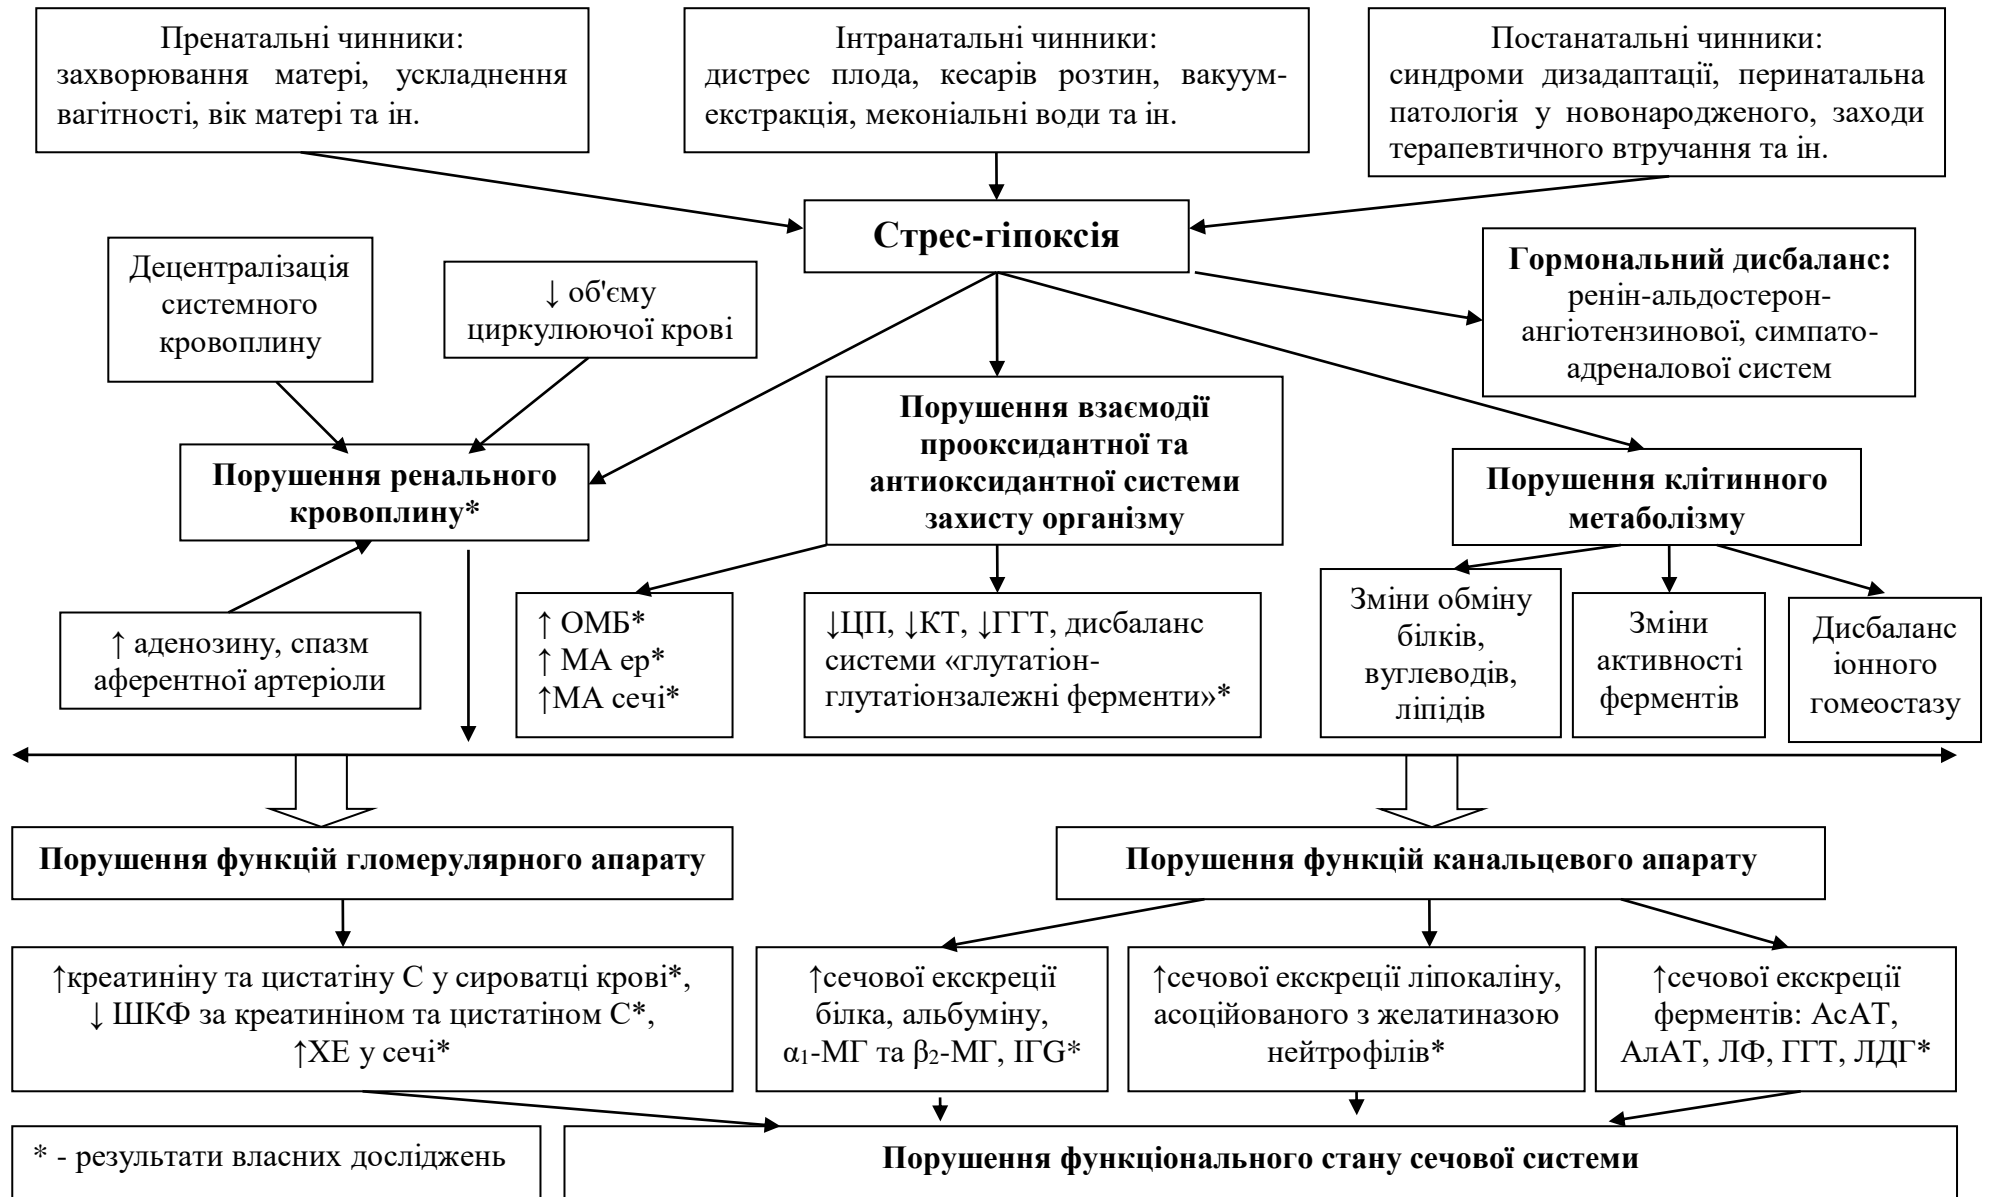 Пренатальні чинники:
захворювання матері, ускладнення
вагітності, вік матері та ін.
Інтранатальні чинники:
дистрес плода, кесарів розтин, вакуум-
екстракція, меконіальні води та ін.
Постанатальні чинники:
синдроми дизадаптації, перинатальна
патологія у новонародженого, заходи
терапевтичного втручання та ін.
Стрес-гіпоксія
Децентралізація
системного
кровоплину
↓ об'єму
циркулюючої крові
Гормональний дисбаланс:
ренін-альдостерон-
ангіотензинової, симпато-
адреналової систем
Порушення ренального
кровоплину*
Порушення взаємодії
прооксидантної та
антиоксидантної системи
захисту організму
Порушення клітинного
метаболізму
↑ аденозину, спазм
аферентної артеріоли
↑ ОМБ*
↑ МА ер*
↑МА сечі*
↓ЦП, ↓КТ, ↓ГГТ, дисбаланс
системи «глутатіон-
глутатіонзалежні ферменти»*
Зміни обміну
білків,
вуглеводів,
ліпідів
Зміни
активності
ферментів
Дисбаланс
іонного
гомеостазу
Порушення функцій гломерулярного апарату
Порушення функцій канальцевого апарату
↑креатиніну та цистатіну С у сироватці крові*,
↓ ШКФ за креатиніном та цистатіном С*,
↑ХЕ у сечі*
↑сечової екскреції
білка, альбуміну,
α₁-МГ та β₂-МГ, ІГG*
↑сечової екскреції ліпокаліну,
асоційованого з желатиназою
нейтрофілів*
↑сечової екскреції
ферментів: АсАТ,
АлАТ, ЛФ, ГГТ, ЛДГ*
* - результати власних досліджень
Порушення функціонального стану сечової системи